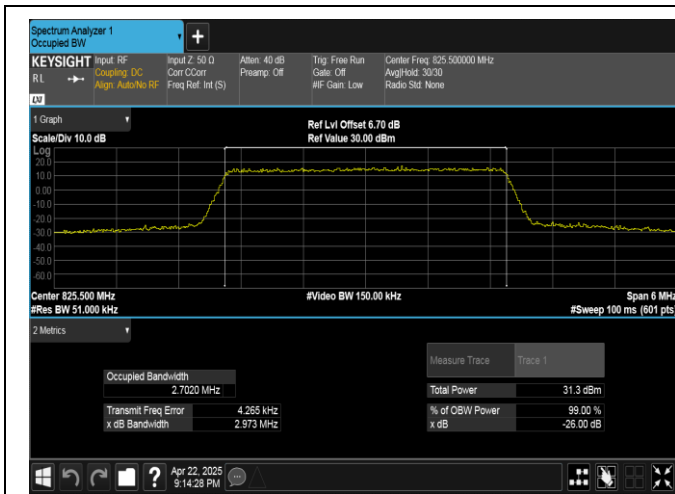 Spectrum Analyzer 1
Occupied BW
+
KEYSIGHT
RL
LXI
Input: RF
Coupling: DC
Align: Auto/No RF
Input Z: 50 Ω
Corr CCorr
Freq Ref: Int (S)
Atten: 40 dB
Preamp: Off
Trig: Free Run
Gate: Off
#IF Gain: Low
Center Freq: 825.500000 MHz
Avg|Hold: 30/30
Radio Std: None
1 Graph
Scale/Div 10.0 dB
Ref Lvl Offset 6.70 dB
Ref Value 30.00 dBm
Log
20.0
10.0
0.00
-10.0
-20.0
-30.0
-40.0
-50.0
-60.0
Center 825.500 MHz
#Res BW 51.000 kHz
#Video BW 150.00 kHz
Span 6 MHz
#Sweep 100 ms (601 pts)
2 Metrics
Measure Trace Trace 1
Occupied Bandwidth
2.7020 MHz
Total Power 31.3 dBm
Transmit Freq Error 4.265 kHz
% of OBW Power 99.00 %
x dB Bandwidth 2.973 MHz
x dB -26.00 dB
?
Apr 22, 2025
9:14:28 PM